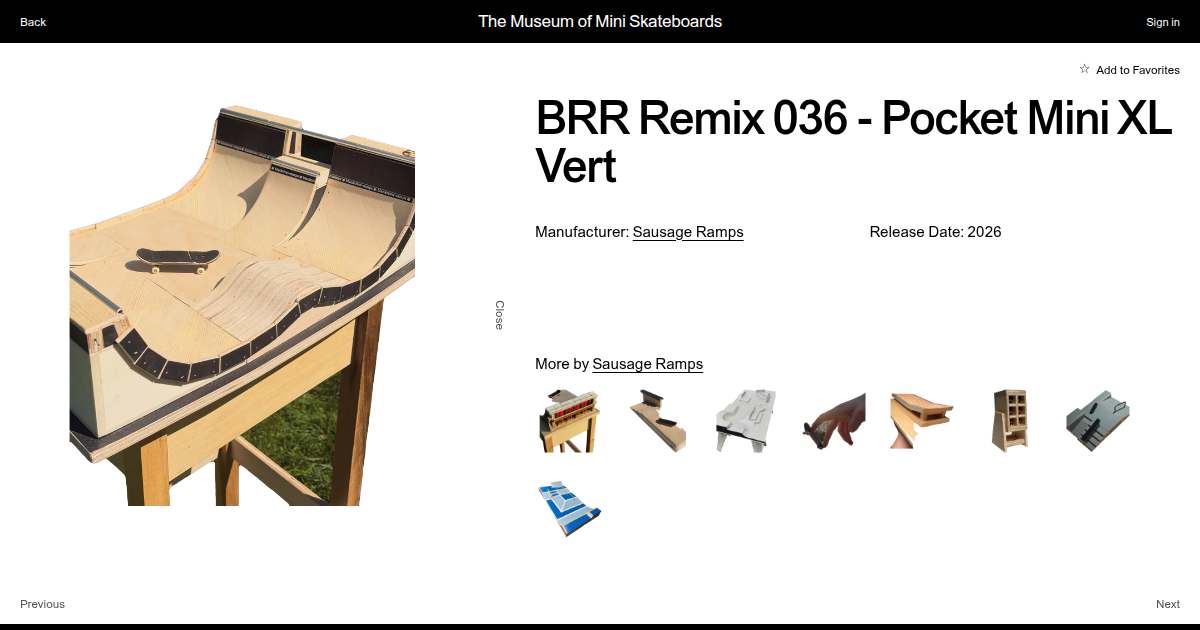 Back
The Museum of Mini Skateboards
Sign in
☆ Add to Favorites
BRR Remix 036 - Pocket Mini XL
Vert
Manufacturer: Sausage Ramps
Release Date: 2026
Close
More by Sausage Ramps
Previous
Next